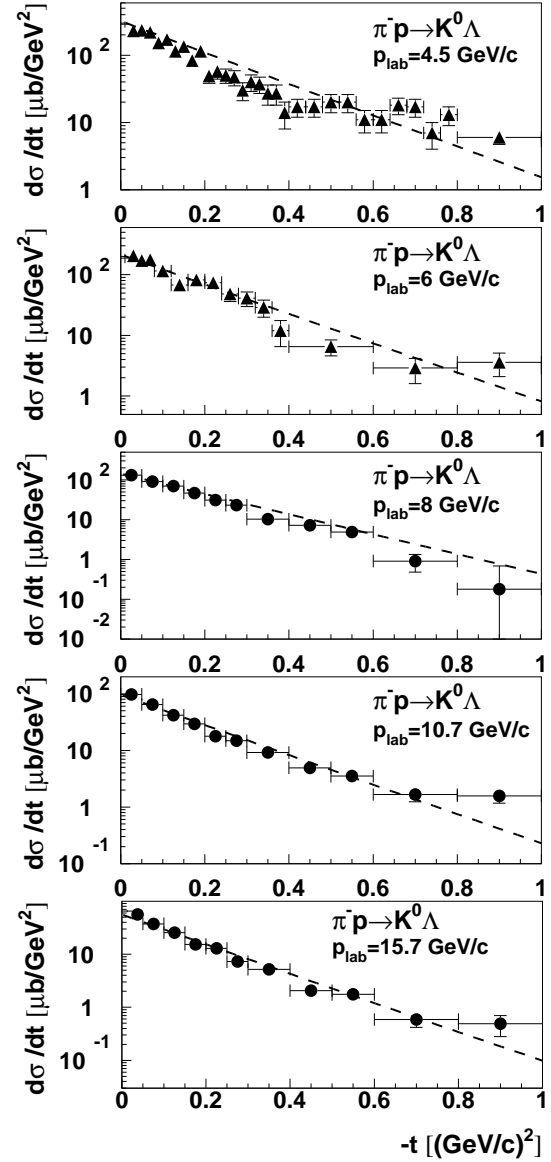 π⁻p→K⁰Λ
p_lab=4.5 GeV/c
dσ/dt [μb/GeV²]
10²
10
1
0 0.2 0.4 0.6 0.8 1
π⁻p→K⁰Λ
p_lab=6 GeV/c
dσ/dt [μb/GeV²]
10²
10
1
0 0.2 0.4 0.6 0.8 1
π⁻p→K⁰Λ
p_lab=8 GeV/c
dσ/dt [μb/GeV²]
10²
10
1
10⁻¹
10⁻²
0 0.2 0.4 0.6 0.8 1
π⁻p→K⁰Λ
p_lab=10.7 GeV/c
dσ/dt [μb/GeV²]
10²
10
1
10⁻¹
0 0.2 0.4 0.6 0.8 1
π⁻p→K⁰Λ
p_lab=15.7 GeV/c
dσ/dt [μb/GeV²]
10
1
10⁻¹
0 0.2 0.4 0.6 0.8 1
-t [(GeV/c)²]